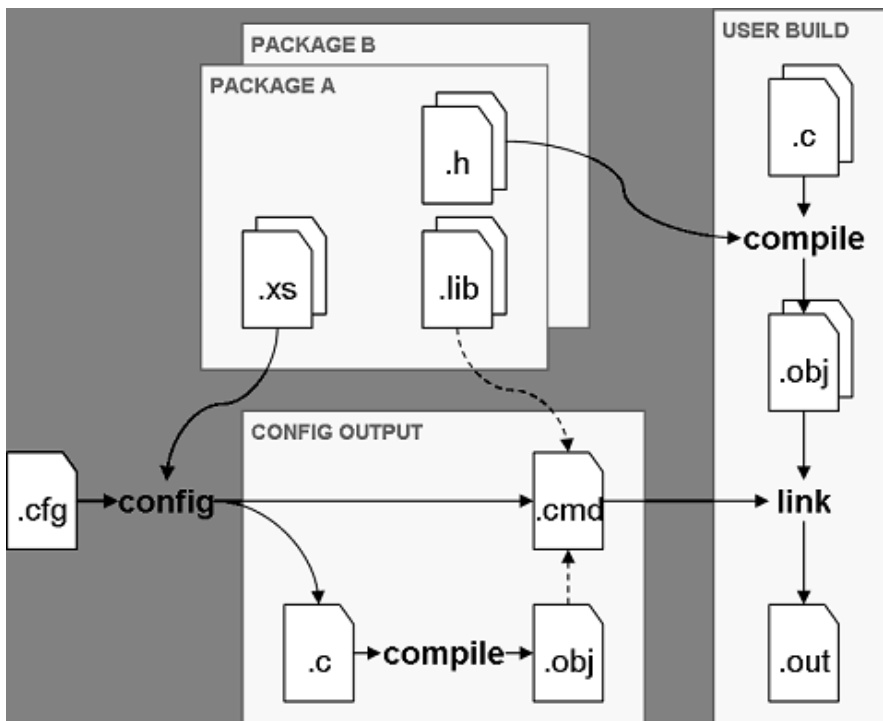 PACKAGE B
PACKAGE A
.h
.xs
.lib
USER BUILD
.c
compile
.obj
link
.out
CONFIG OUTPUT
.cfg
config
.cmd
.c
compile
.obj